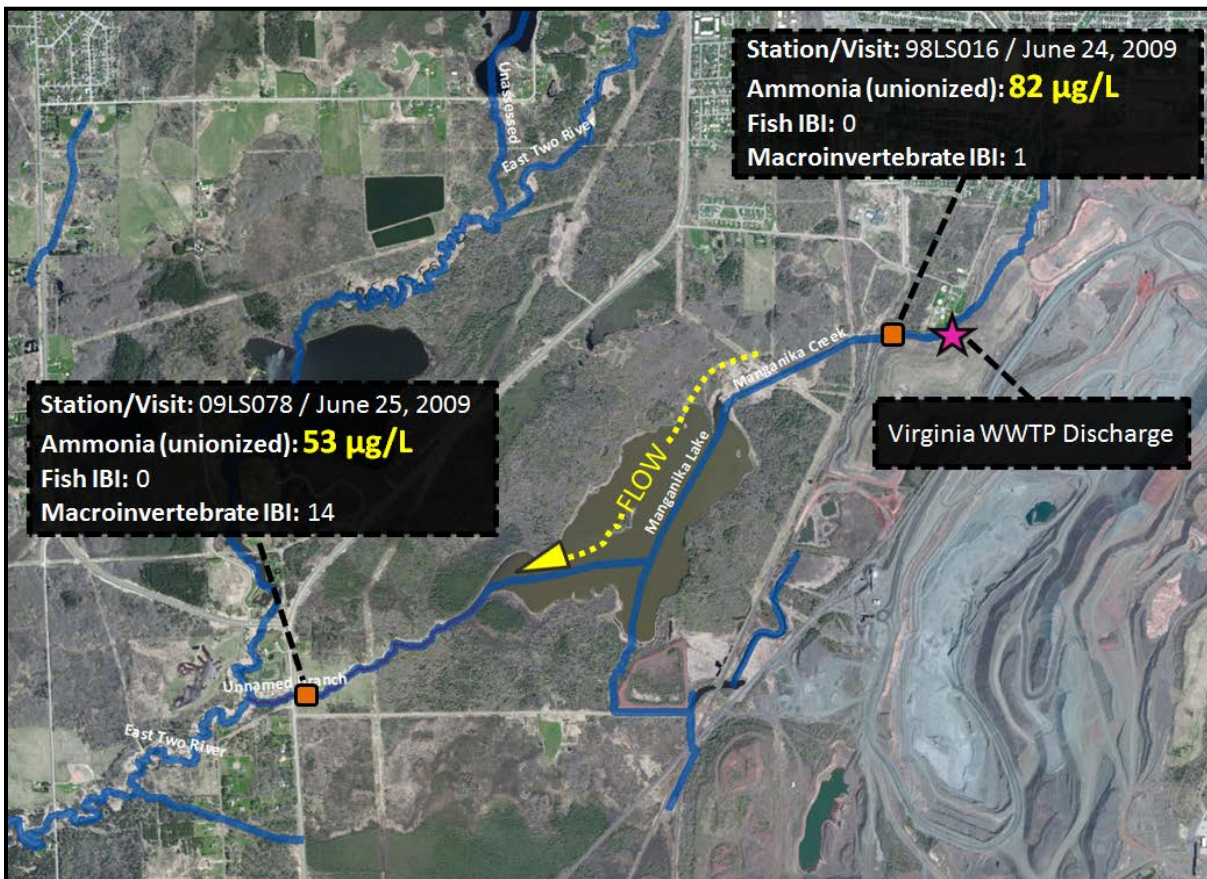 Station/Visit: 98LS016 / June 24, 2009
Ammonia (unionized): 82 µg/L
Fish IBI: 0
Macroinvertebrate IBI: 1
Unassessed
East Two River
Manganika Creek
Virginia WWTP Discharge
Station/Visit: 09LS078 / June 25, 2009
Ammonia (unionized): 53 µg/L
Fish IBI: 0
Macroinvertebrate IBI: 14
FLOW
Manganika Lake
Unnamed Branch
East Two River